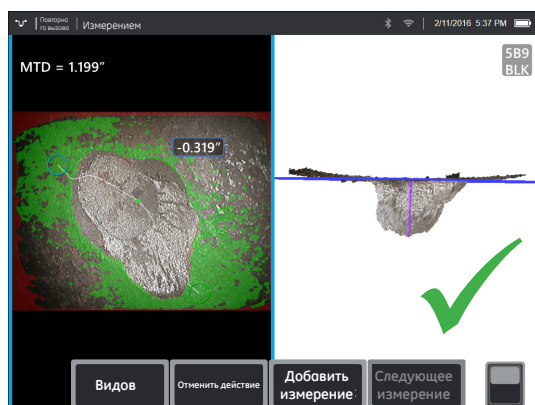 Повторно
го вызова
Измерением
2/11/2016 5:37 PM
MTD = 1.199"
-0.319"
5B9
BLK
Видов
Отменить действие
Добавить
измерение:
Следующее
измерение